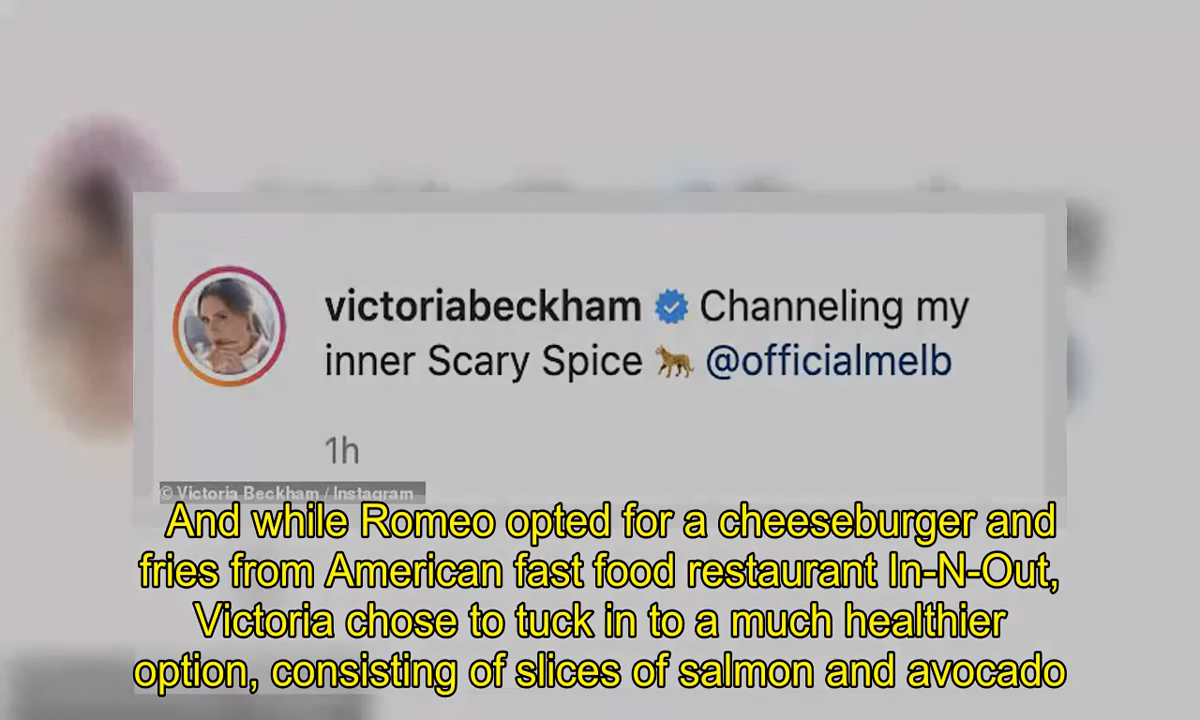 victoriabeckham Channeling my
inner Scary Spice 🐆 @officialmelb
1h
© Victoria Beckham / Instagram
And while Romeo opted for a cheeseburger and
fries from American fast food restaurant In-N-Out,
Victoria chose to tuck in to a much healthier
option, consisting of slices of salmon and avocado